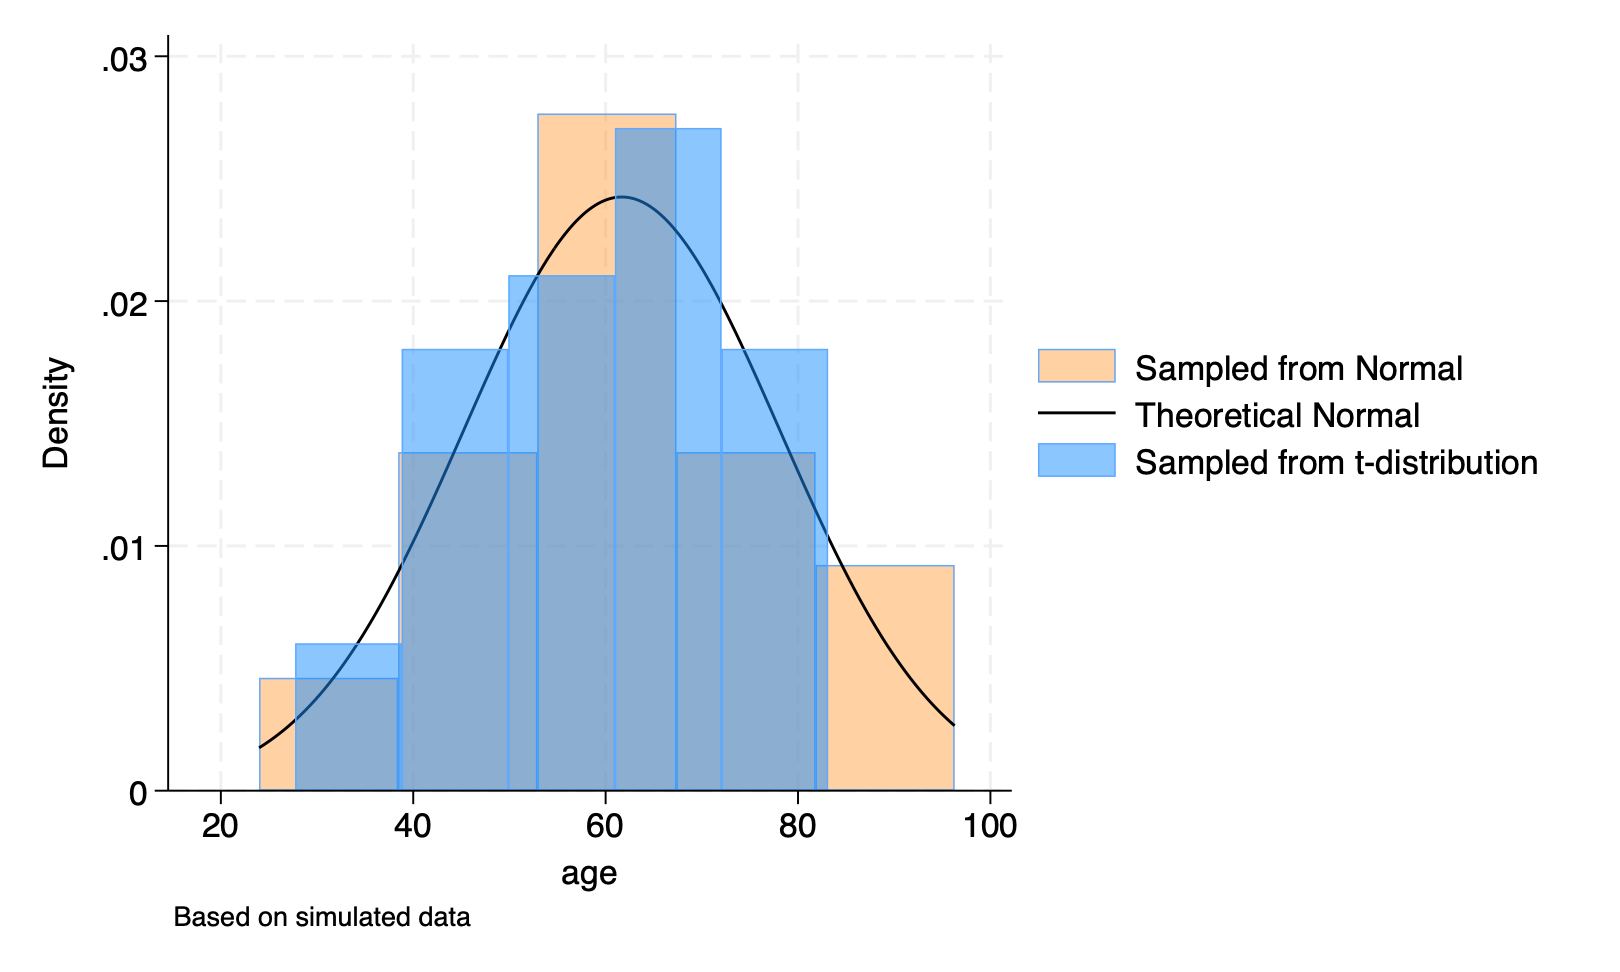 .03
.02
.01
0
Density
20 40 60 80 100
age
Sampled from Normal
Theoretical Normal
Sampled from t-distribution
Based on simulated data